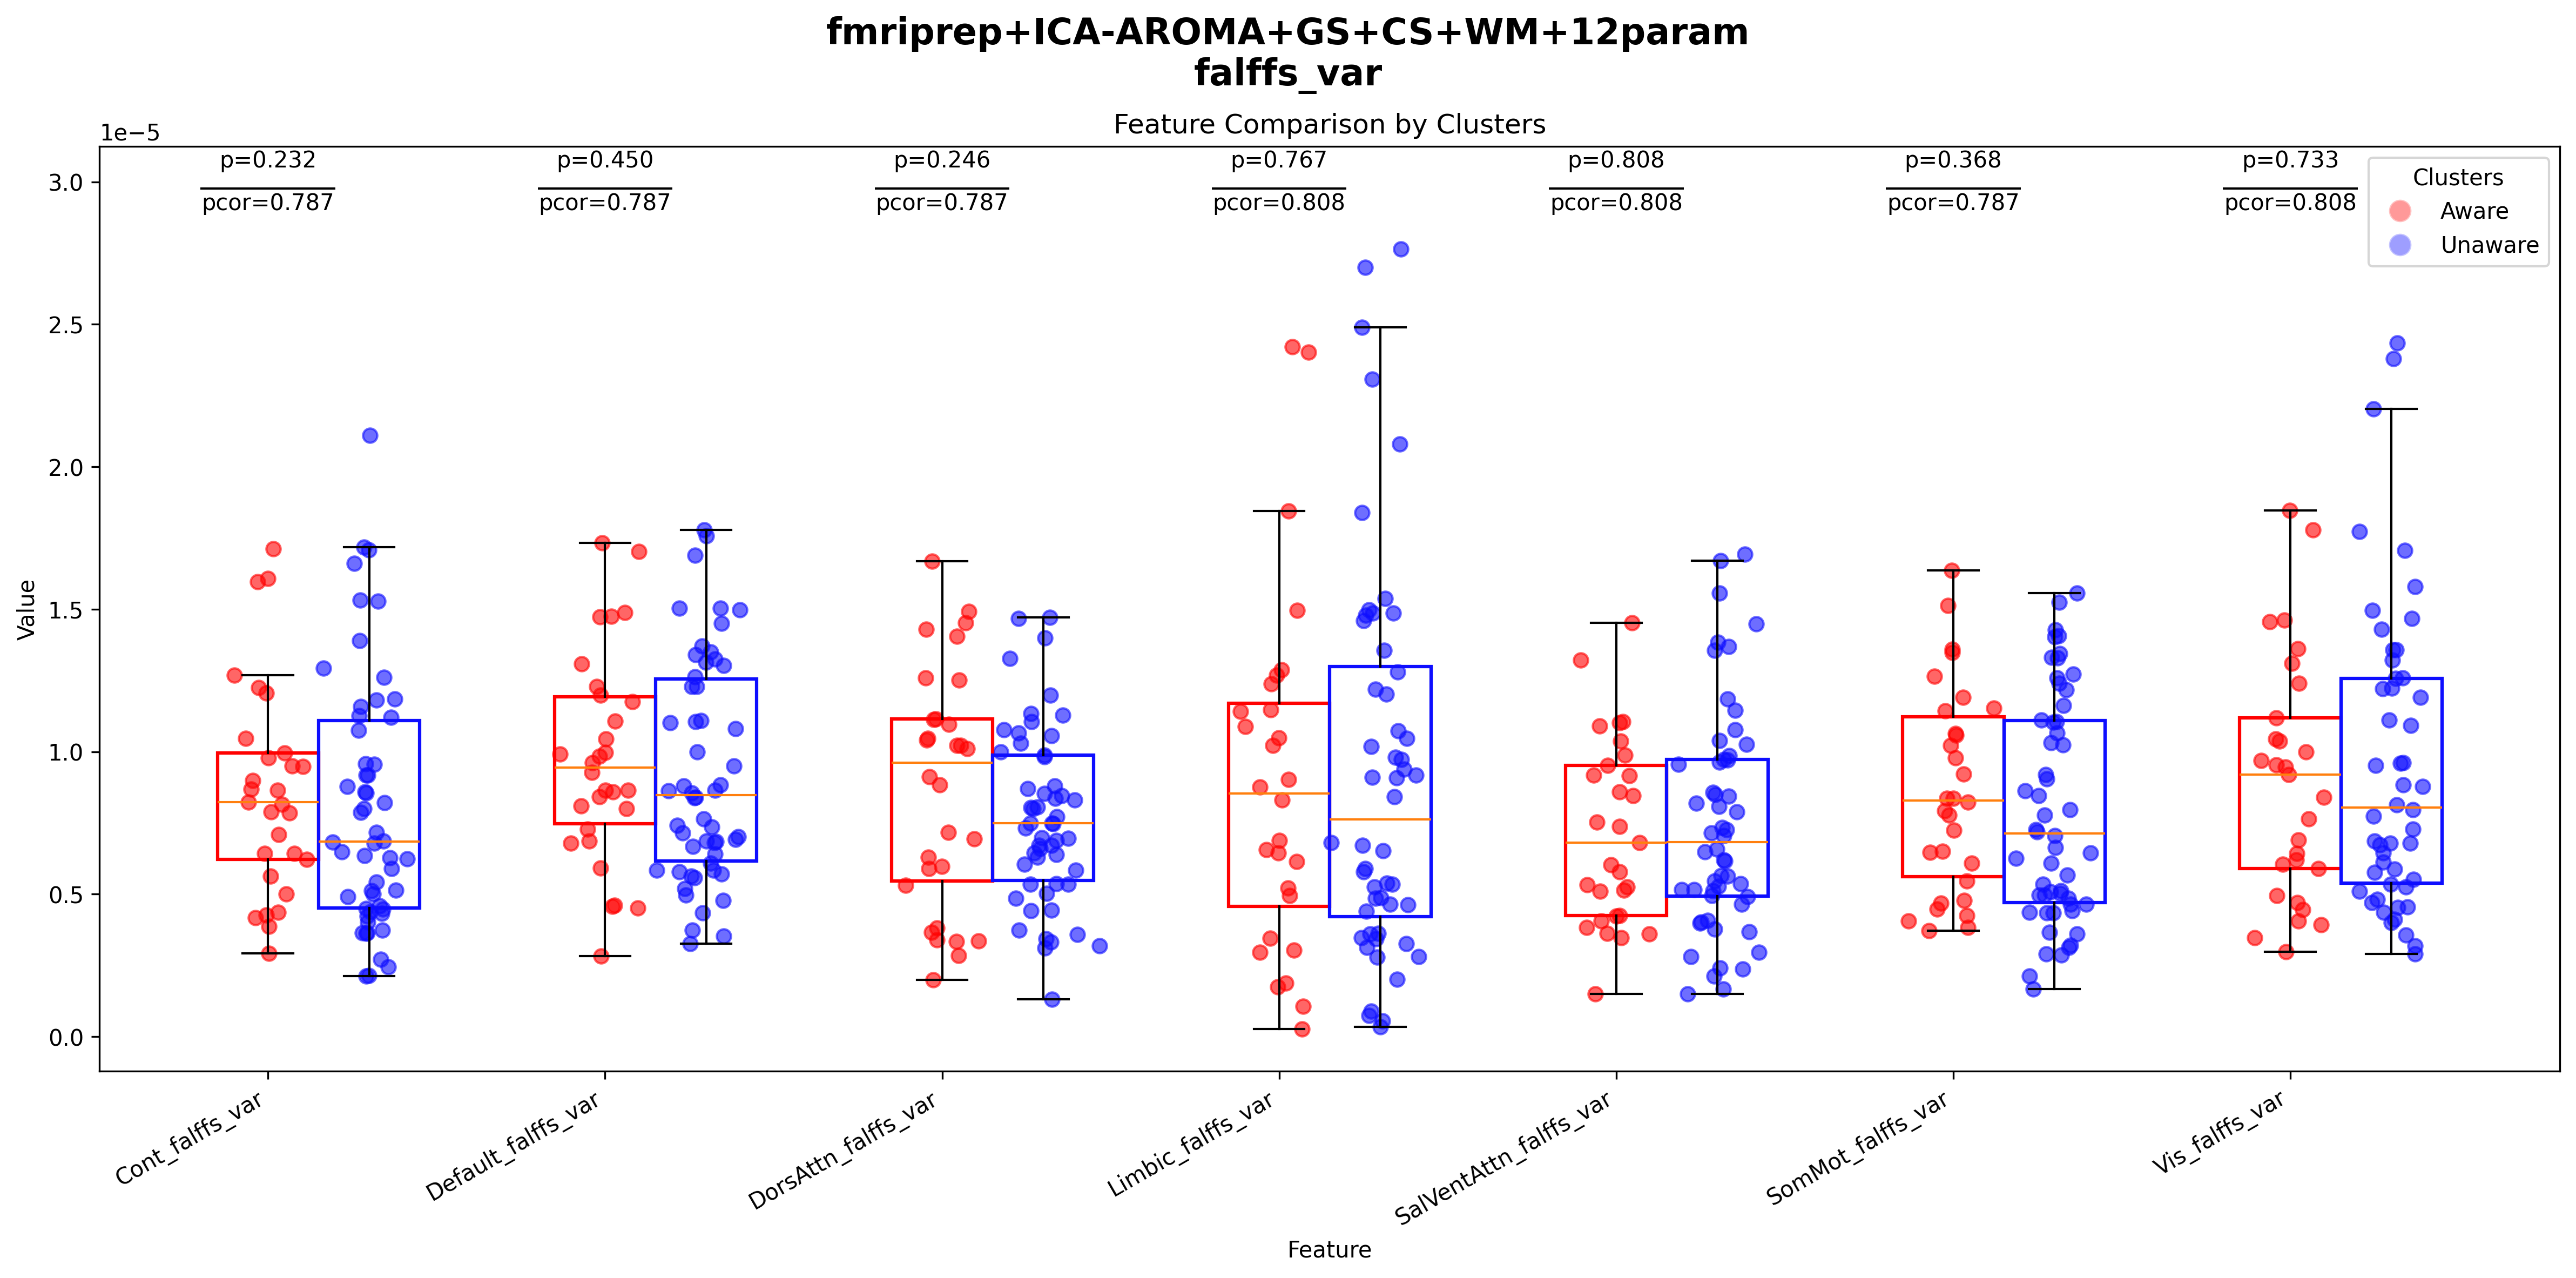 fmriprep+ICA-AROMA+GS+CS+WM+12param
falffs_var
Feature Comparison by Clusters
1e−5
p=0.232 p=0.450 p=0.246 p=0.767 p=0.808 p=0.368 p=0.733
pcor=0.787 pcor=0.787 pcor=0.787 pcor=0.808 pcor=0.808 pcor=0.787 pcor=0.808
Clusters
Aware
Unaware
3.0
2.5
2.0
1.5
1.0
0.5
0.0
Value
Cont_falffs_var
Default_falffs_var
DorsAttn_falffs_var
Limbic_falffs_var
SalVentAttn_falffs_var
SomMot_falffs_var
Vis_falffs_var
Feature